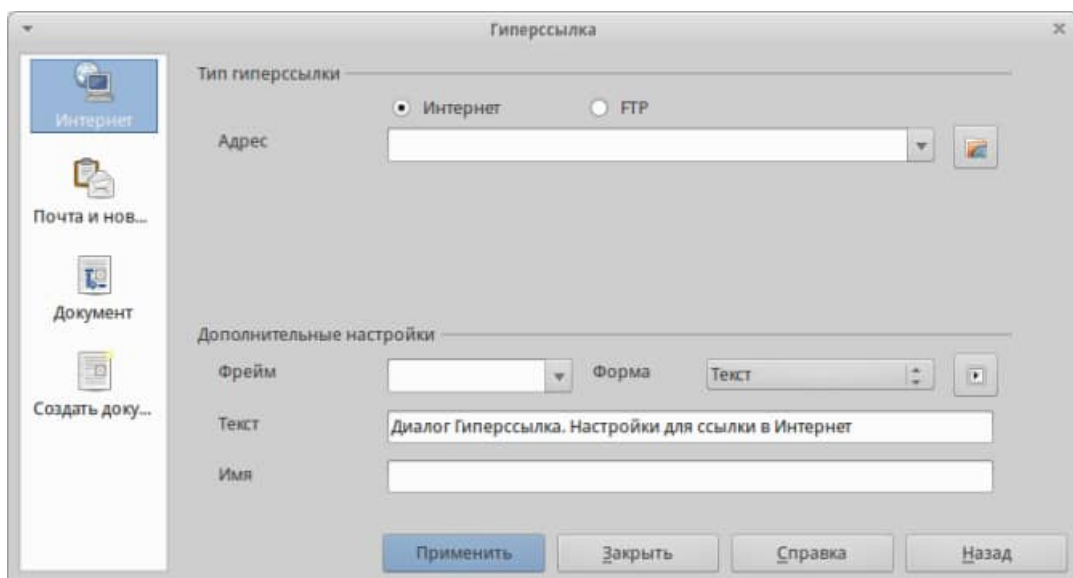 Гиперссылка
Интернет
Почта и нов...
Документ
Создать доку...
Тип гиперссылки
Интернет FTP
Адрес
Дополнительные настройки
Фрейм Форма Текст
Текст Диалог Гиперссылка. Настройки для ссылки в Интернет
Имя
Применить Закрыть Справка Назад